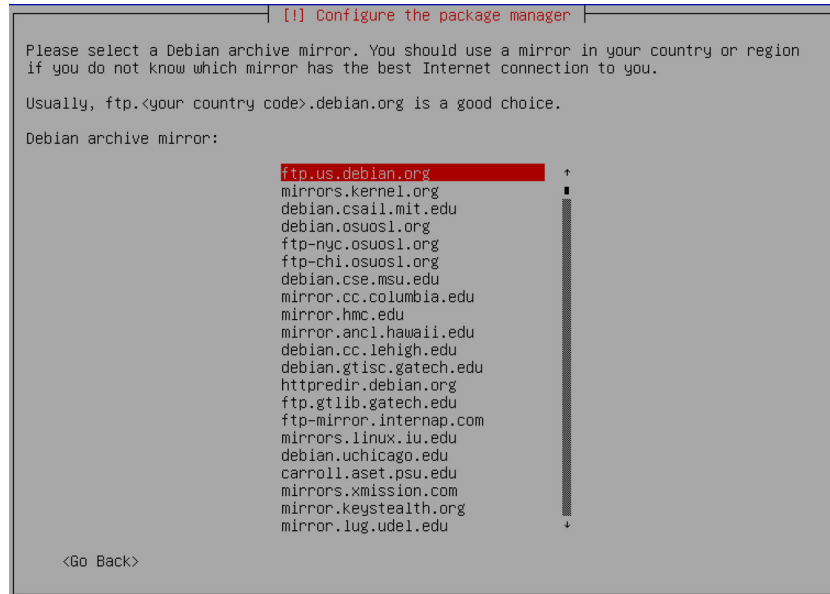 [!] Configure the package manager
Please select a Debian archive mirror. You should use a mirror in your country or region
if you do not know which mirror has the best Internet connection to you.
Usually, ftp.<your country code>.debian.org is a good choice.
Debian archive mirror:
ftp.us.debian.org
mirrors.kernel.org
debian.csail.mit.edu
debian.osuosl.org
ftp-nyc.osuosl.org
ftp-chi.osuosl.org
debian.cse.msu.edu
mirror.cc.columbia.edu
mirror.hmc.edu
mirror.ancl.hawaii.edu
debian.cc.lehigh.edu
debian.gtisc.gatech.edu
httpredir.debian.org
ftp.gtlib.gatech.edu
ftp-mirror.internap.com
mirrors.linux.iu.edu
debian.uchicago.edu
carroll.aset.psu.edu
mirrors.xmission.com
mirror.keystealth.org
mirror.lug.udel.edu
<Go Back>